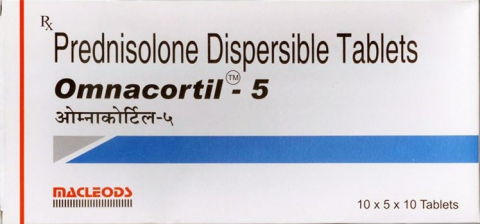 Rx
Prednisolone Dispersible Tablets
Omnacortil™- 5
ओम्नाकोर्टिल-५
MACLEODS
10 x 5 x 10 Tablets